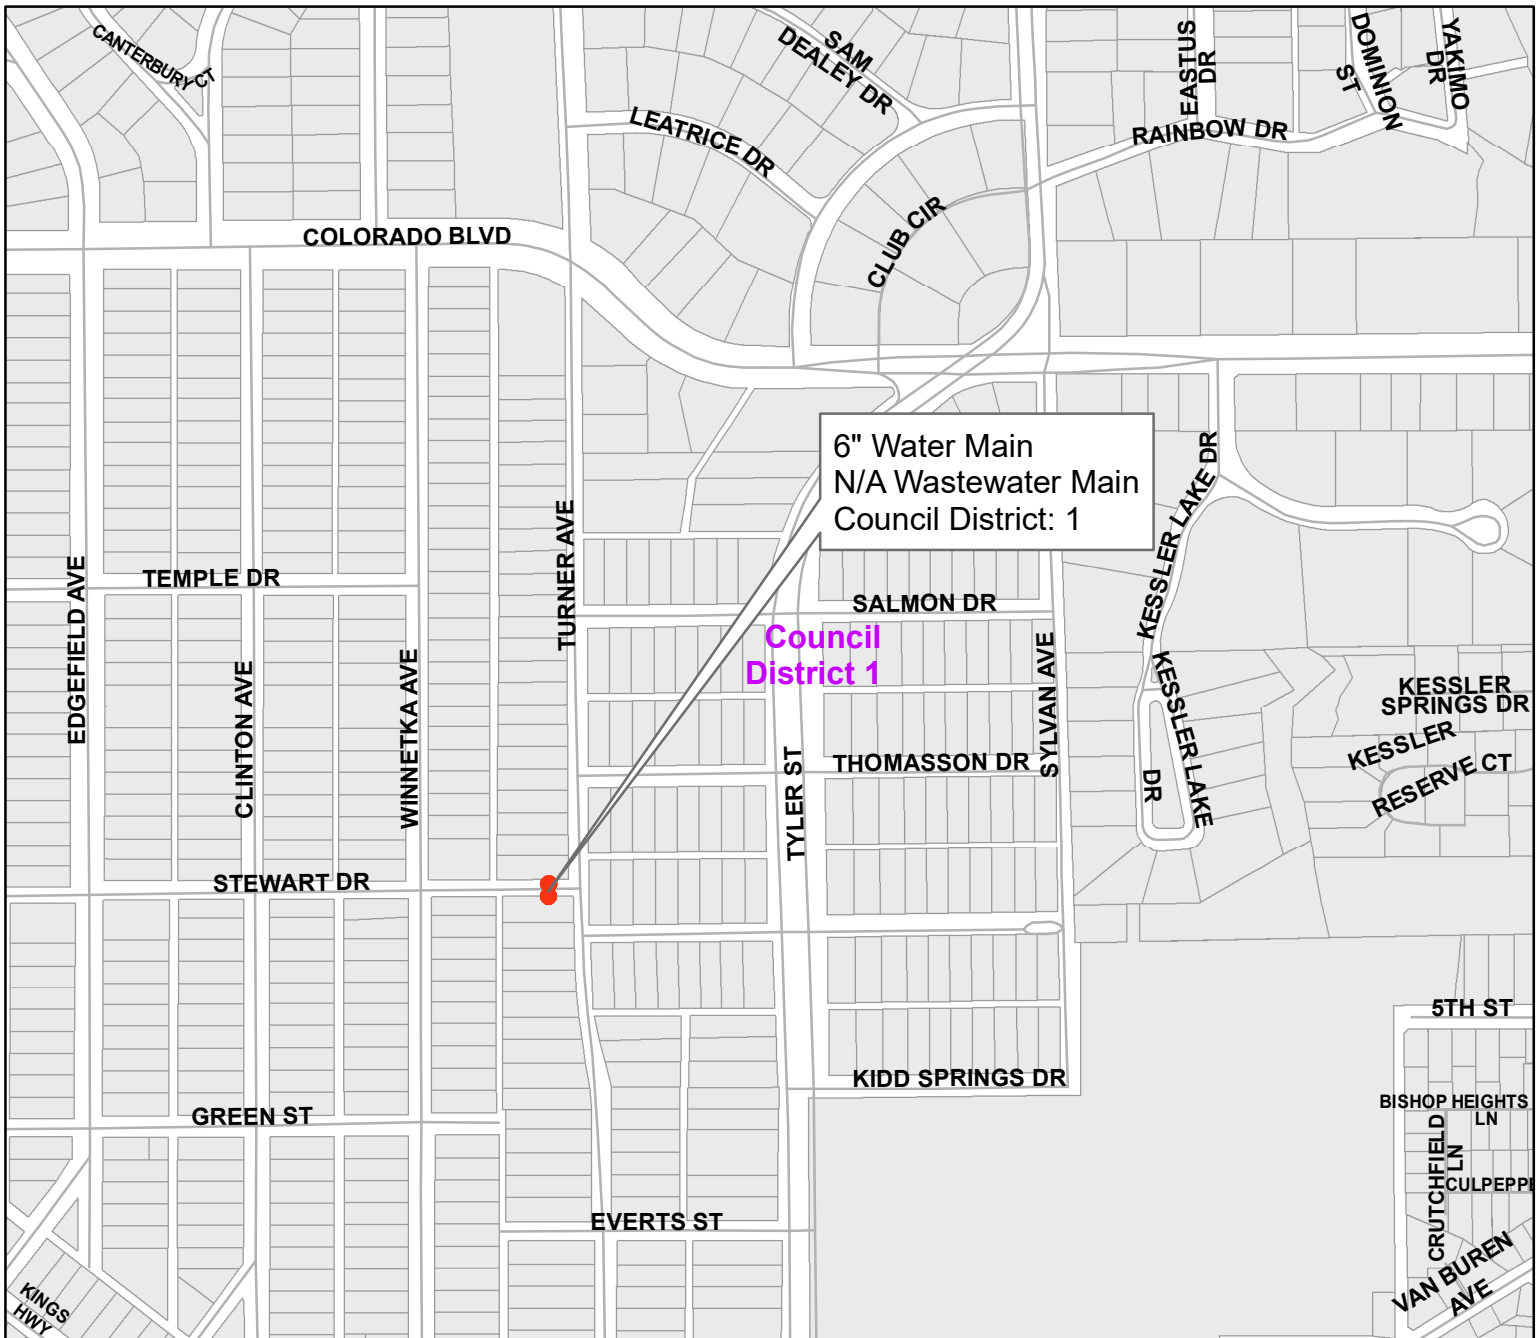 CANTERBURY
CT
SAM
DEALEY DR
LEATRICE DR
EASTUS
DR
DOMINION
ST
YAKIMO
DR
RAINBOW DR
CLUB CIR
COLORADO BLVD
6" Water Main
N/A Wastewater Main
Council District: 1
KESSLER LAKE DR
TURNER AVE
EDGEFIELD AVE
TEMPLE DR
SALMON DR
Council
District 1
CLINTON AVE
WINNETKA AVE
SYLVAN AVE
KESSLER LAKE
DR
KESSLER
SPRINGS DR
KESSLER
RESERVE CT
TYLER ST
THOMASSON DR
STEWART DR
5TH ST
KIDD SPRINGS DR
BISHOP HEIGHTS
LN
GREEN ST
CRUTCHFIELD
LN
CULPEPPE
EVERTS ST
VAN BUREN
AVE
KINGS
HWY